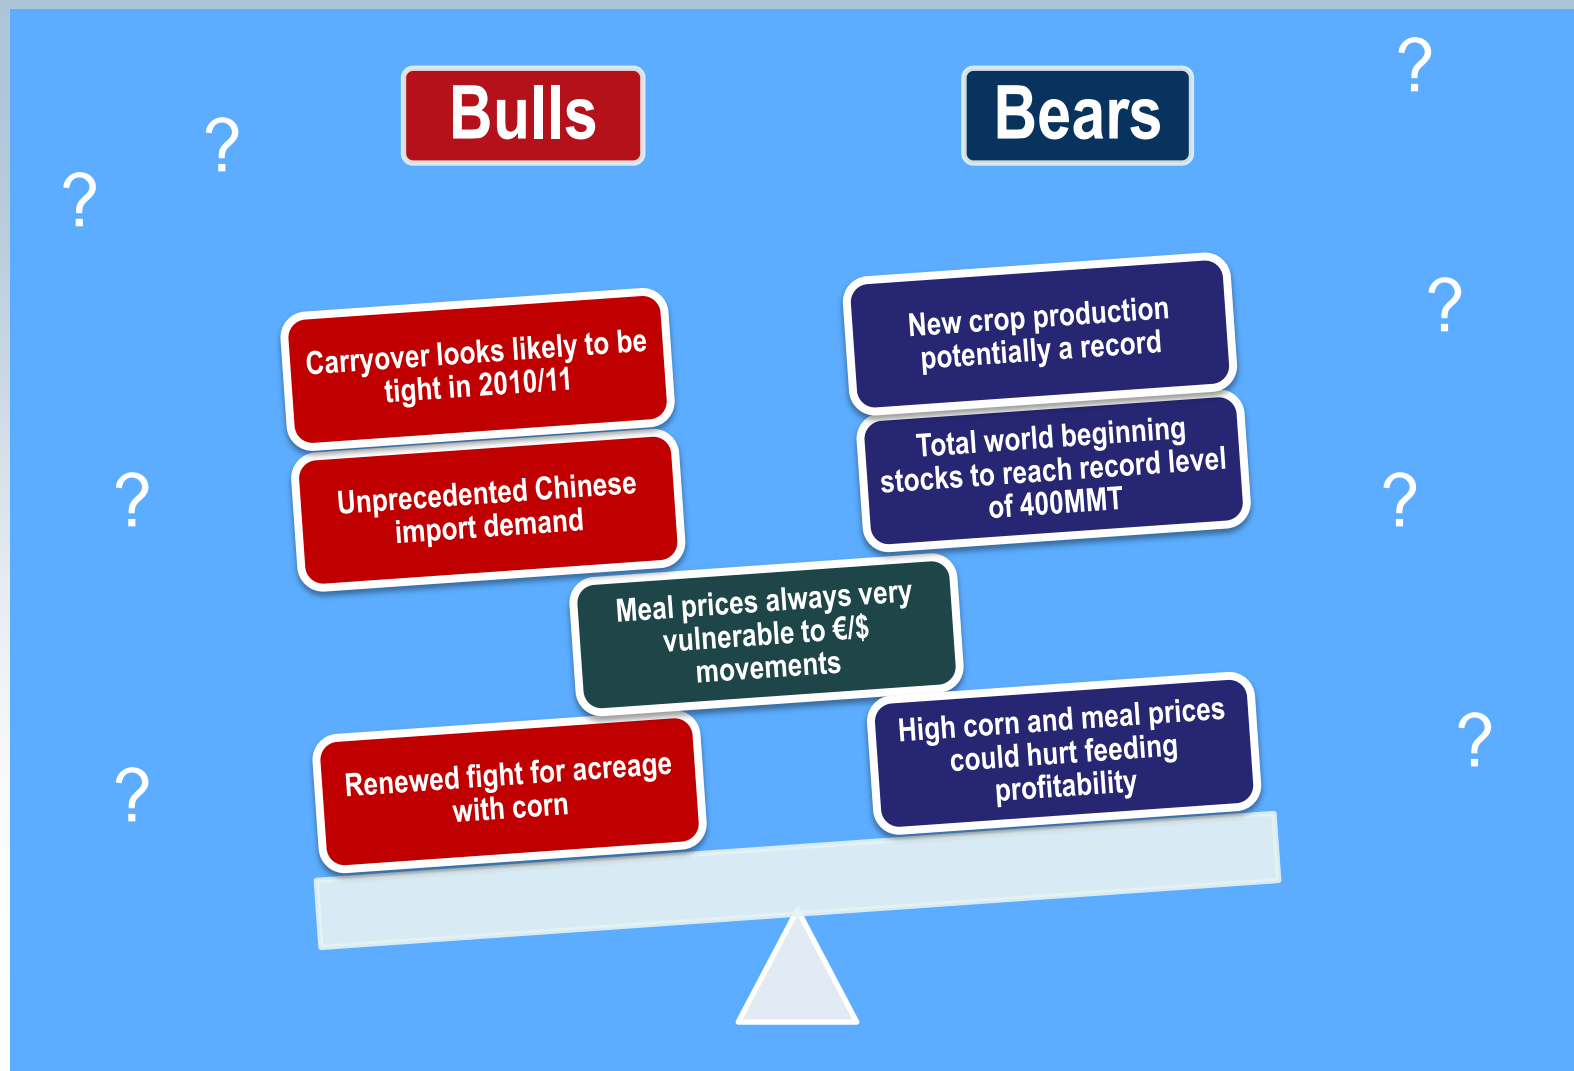 Bulls
Bears
?
?
?
?
?
?
?
?
Carryover looks likely to be
tight in 2010/11
Unprecedented Chinese
import demand
New crop production
potentially a record
Total world beginning
stocks to reach record level
of 400MMT
Meal prices always very
vulnerable to €/$
movements
Renewed fight for acreage
with corn
High corn and meal prices
could hurt feeding
profitability